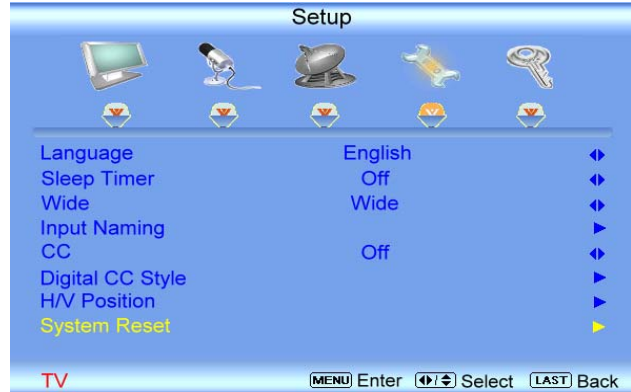 Setup
Language English
Sleep Timer Off
Wide Wide
Input Naming
CC Off
Digital CC Style
H/V Position
System Reset
TV MENU Enter Select LAST Back